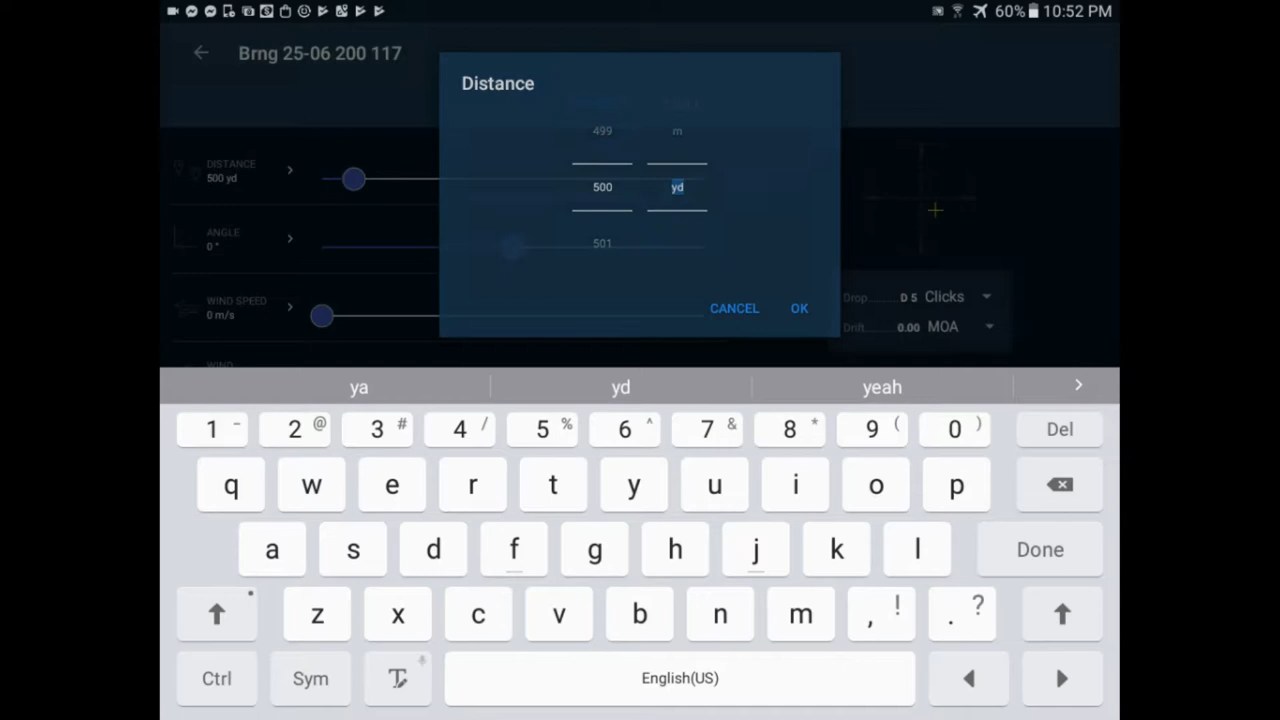 60% 10:52 PM
Brng 25-06 200 117
Distance
499 m
DISTANCE
500 yd
500 yd
ANGLE
0 °
501
WIND SPEED
0 m/s
Drop D 5 Clicks
Drift 0.00 MOA
CANCEL OK
WIND
ya yd yeah
1 - 2 @ 3 # 4 / 5 % 6 ^ 7 & 8 * 9 ( 0 ) Del
q w e r t y u i o p
a s d f g h j k l Done
z x c v b n m , ! . ?
Ctrl Sym T English(US)